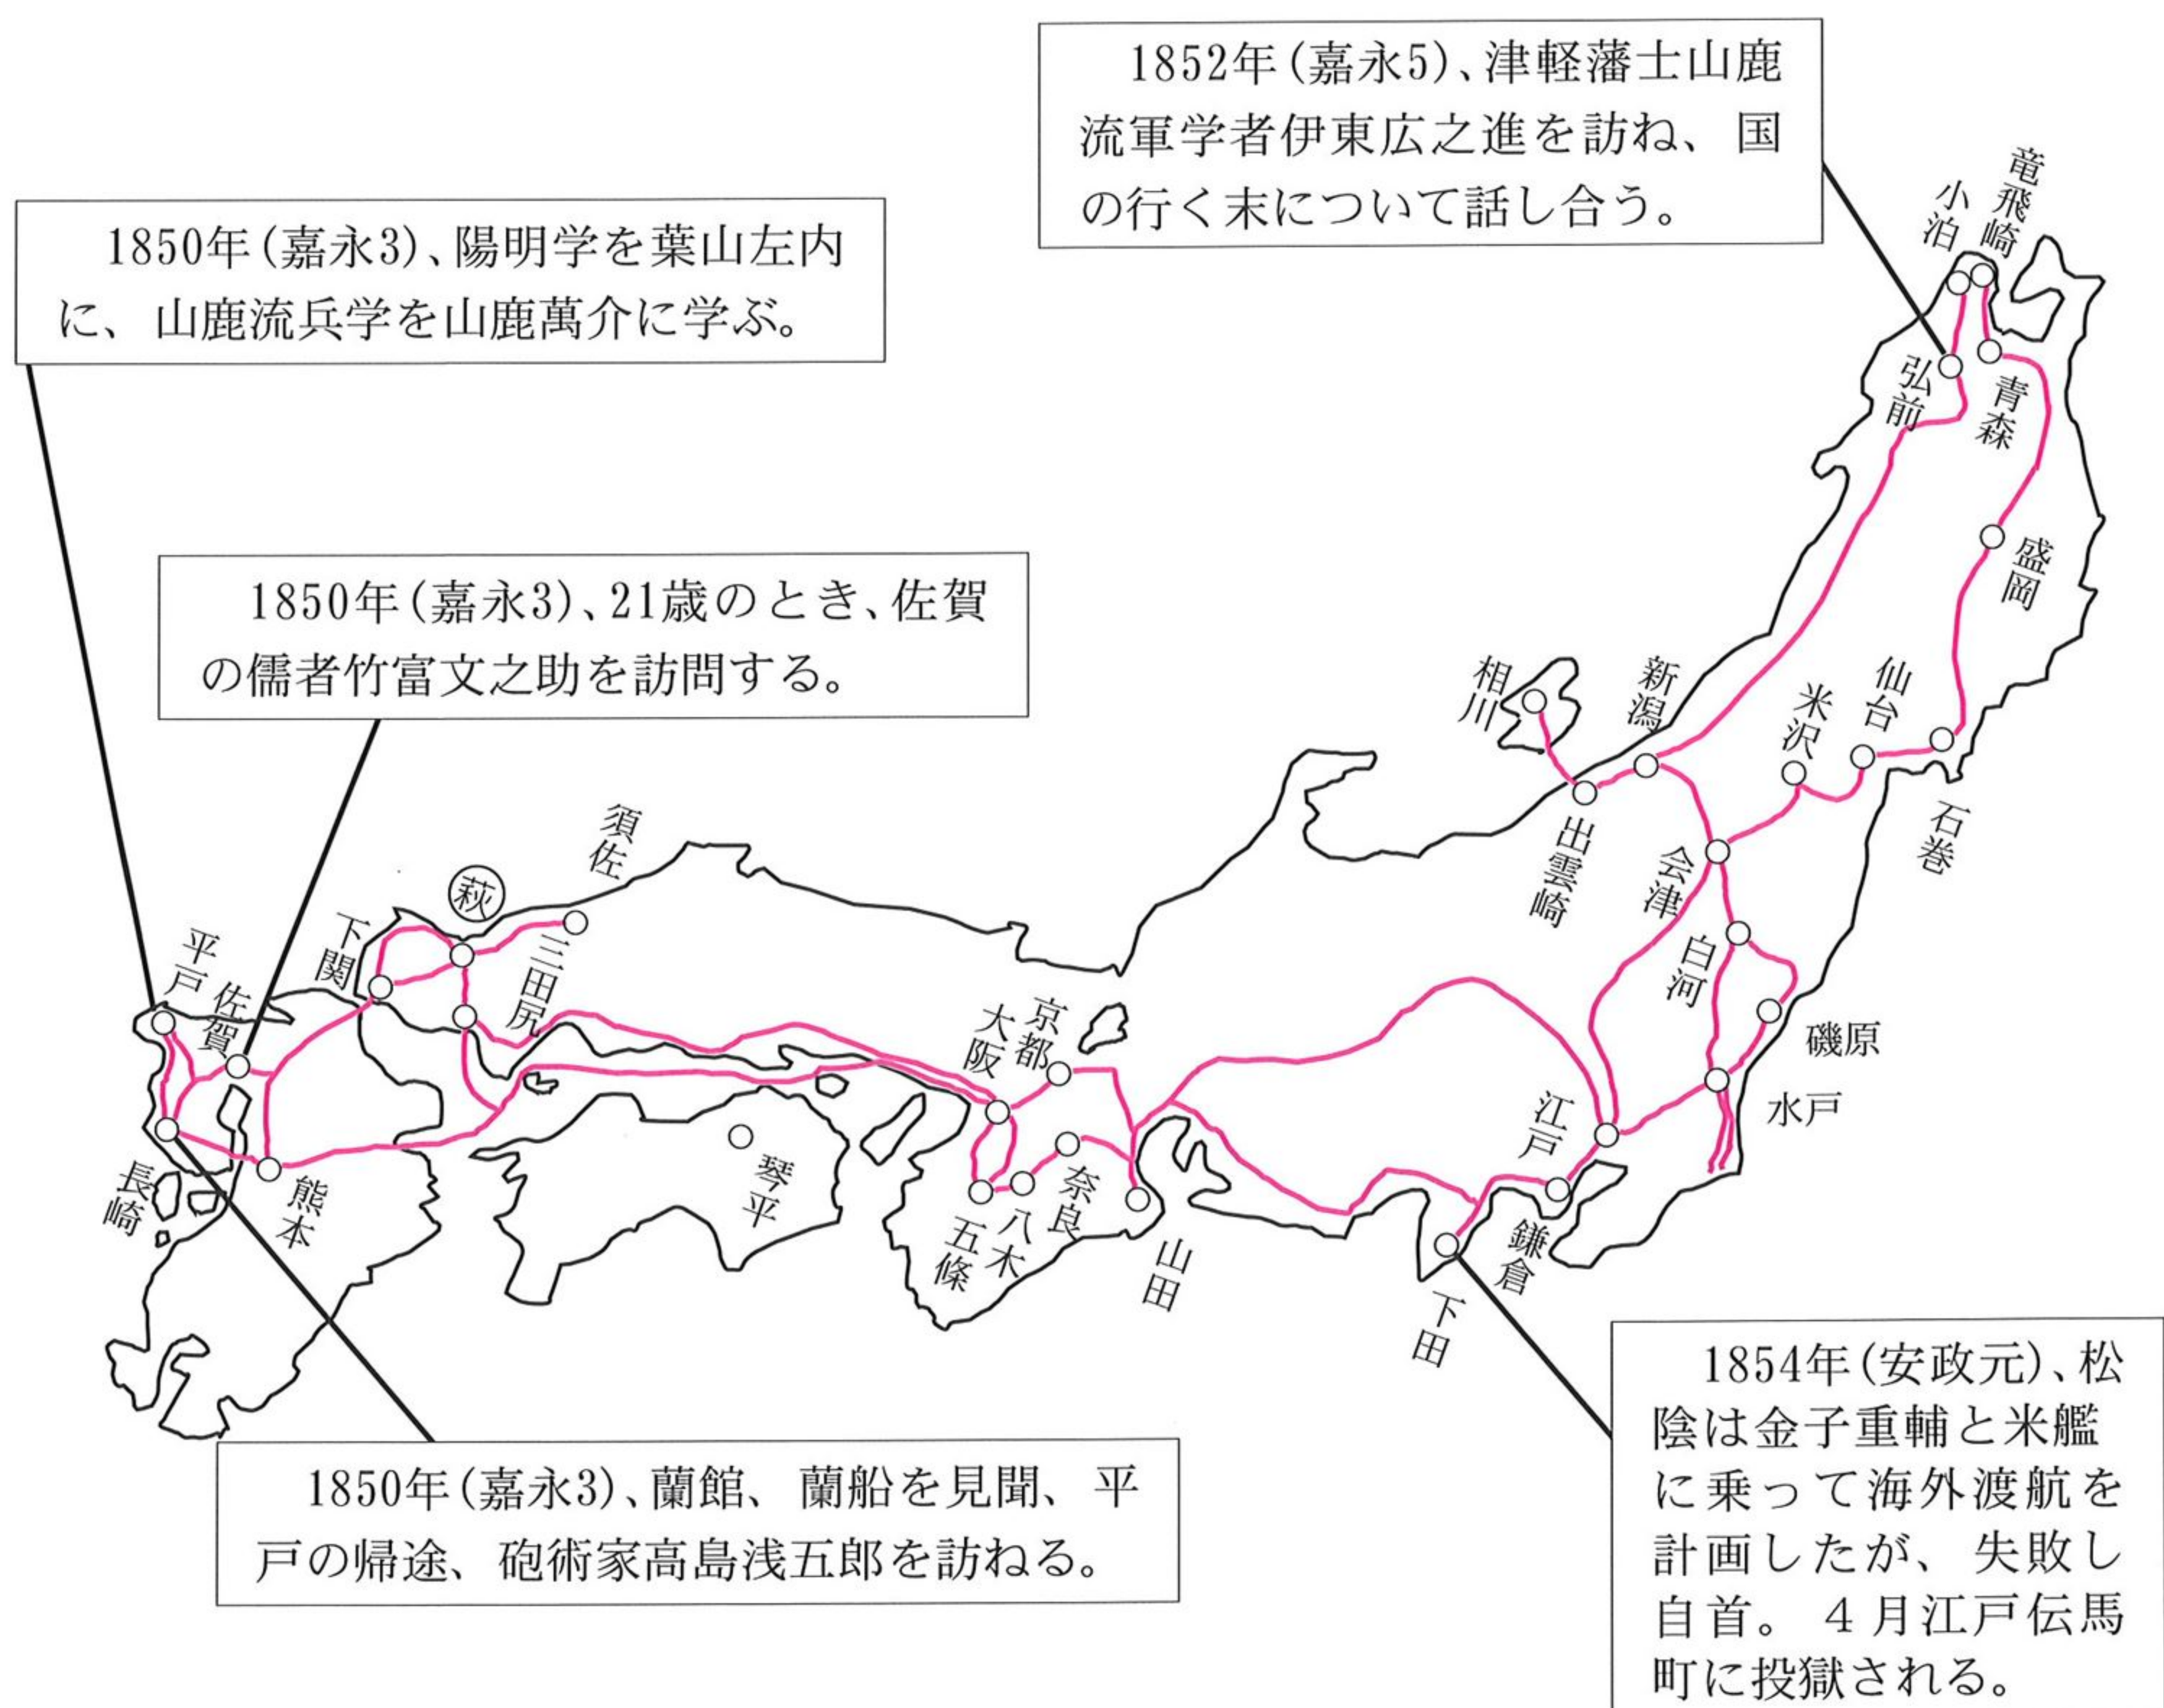 1852年(嘉永5)、津軽藩士山鹿
流軍学者伊東広之進を訪ね、国
の行く末について話し合う。
1850年(嘉永3)、陽明学を葉山左内
に、山鹿流兵学を山鹿萬介に学ぶ。
1850年(嘉永3)、21歳のとき、佐賀
の儒者竹富文之助を訪問する。
竜飛崎
小泊
弘前
青森
盛岡
仙台
米沢
石巻
新潟
相川
出雲崎
会津
白河
磯原
水戸
江戸
鎌倉
下田
山田
京都
大阪
奈良
八木
五條
琴平
須佐
萩
三田尻
下関
平戸
佐賀
長崎
熊本
1850年(嘉永3)、蘭館、蘭船を見聞、平
戸の帰途、砲術家高島浅五郎を訪ねる。
1854年(安政元)、松
陰は金子重輔と米艦
に乗って海外渡航を
計画したが、失敗し
自首。4月江戸伝馬
町に投獄される。